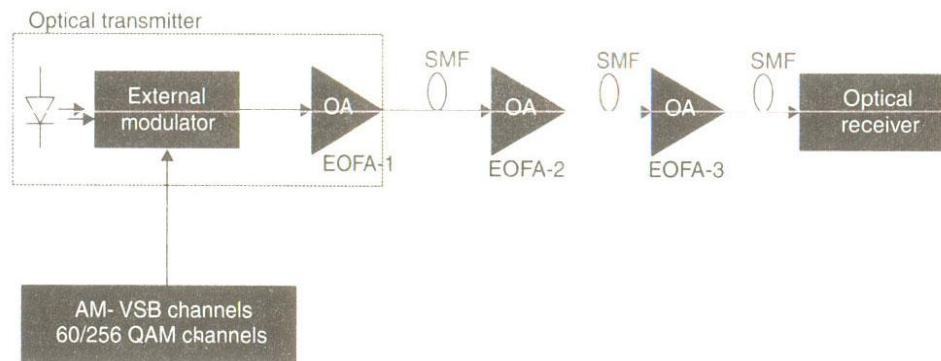 Optical transmitter
External
modulator
OA
EOFA-1
SMF
OA
EOFA-2
SMF
OA
EOFA-3
SMF
Optical
receiver
AM- VSB channels
60/256 QAM channels